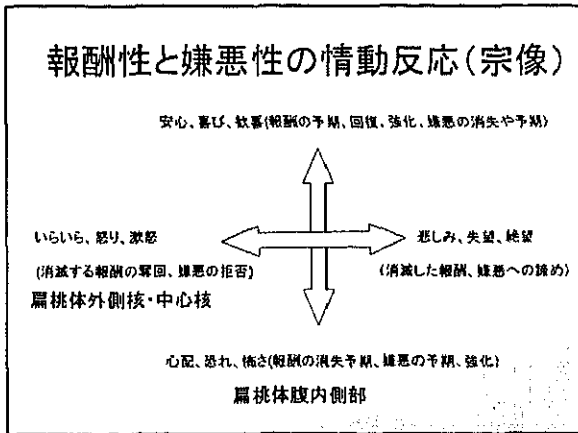 報酬性と嫌悪性の情動反応(宗像)
安心、喜び、歓喜(報酬の予期、回復、強化、嫌悪の消失や予期)
いらいら、怒り、激怒
(消滅する報酬の奪回、嫌悪の拒否)
扁桃体外側核・中心核
悲しみ、失望、絶望
(消滅した報酬、嫌悪への諦め)
心配、恐れ、怖さ(報酬の消失予期、嫌悪の予期、強化)
扁桃体腹内側部